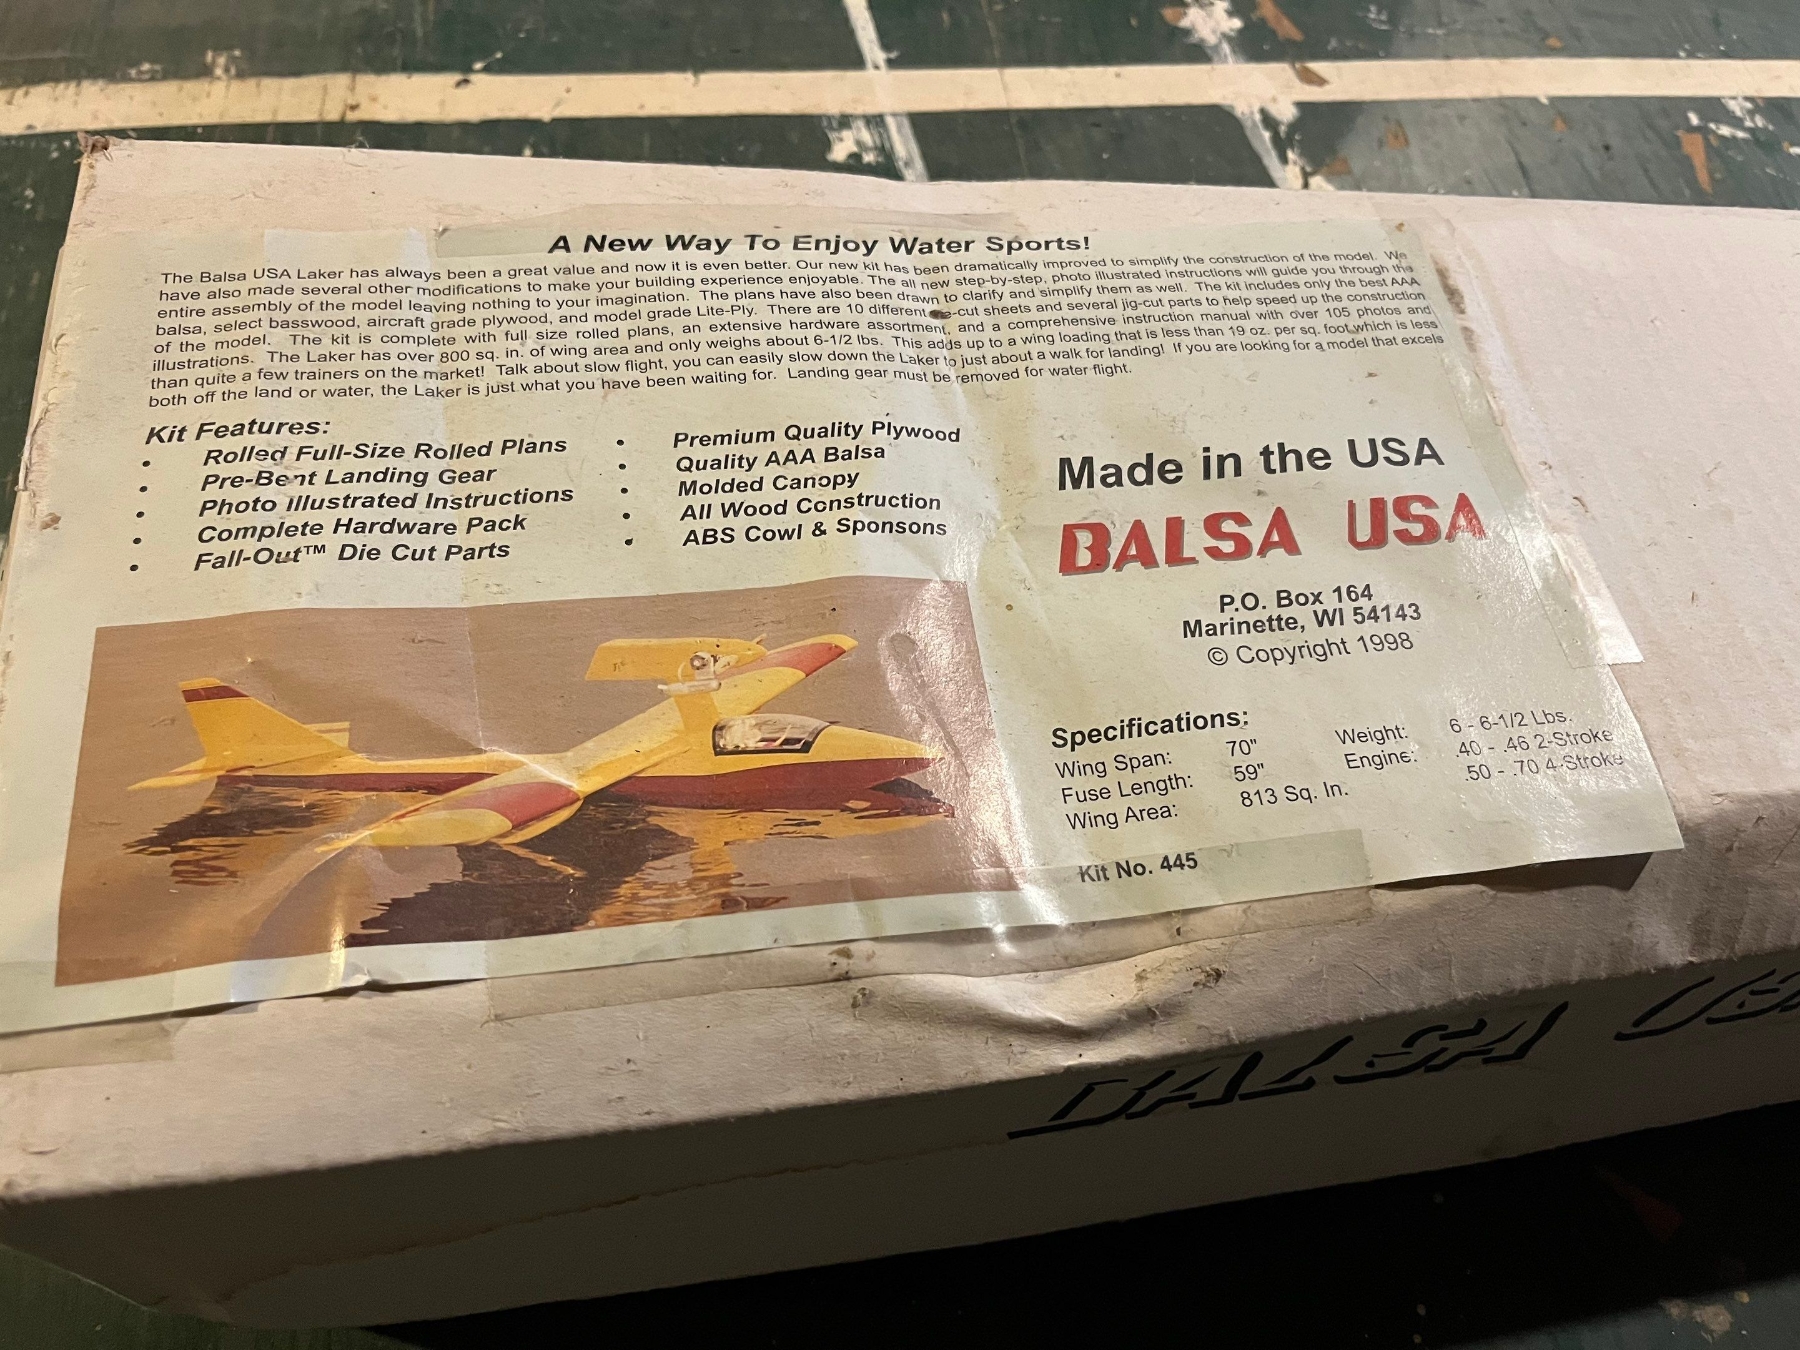 A New Way To Enjoy Water Sports!
The Balsa USA Laker has always been a great value and now it is even better. Our new kit has been dramatically improved to simplify the construction of the model. We
have also made several other modifications to make your building experience enjoyable. The all new step-by-step, photo illustrated instructions will guide you through the
entire assembly of the model leaving nothing to your imagination. The plans have also been drawn to clarify and simplify them as well. The kit includes only the best AAA
balsa, select basswood, aircraft grade plywood, and model grade Lite-Ply. There are 10 different -cut sheets and several jig-cut parts to help speed up the construction
of the model. The kit is complete with full size rolled plans, an extensive hardware assortment, and a comprehensive instruction manual with over 105 photos and
illustrations. The Laker has over 800 sq. in. of wing area and only weighs about 6-1/2 lbs. This adds up to a wing loading that is less than 19 oz. per sq. foot which is less
than quite a few trainers on the market! Talk about slow flight, you can easily slow down the Laker to just about a walk for landing! If you are looking for a model that excels
both off the land or water, the Laker is just what you have been waiting for. Landing gear must be removed for water flight.
Kit Features:
• Rolled Full-Size Rolled Plans
• Pre-Bent Landing Gear
• Photo Illustrated Instructions
• Complete Hardware Pack
• Fall-Out™ Die Cut Parts
• Premium Quality Plywood
• Quality AAA Balsa
• Molded Canopy
• All Wood Construction
• ABS Cowl & Sponsons
Made in the USA
BALSA USA
P.O. Box 164
Marinette, WI 54143
© Copyright 1998
Specifications:
Wing Span: 70"
Fuse Length: 59"
Wing Area: 813 Sq. In.
Weight: 6 - 6-1/2 Lbs.
Engine: .40 - .46 2-Stroke
.50 - .70 4-Stroke
Kit No. 445
BALSA USA